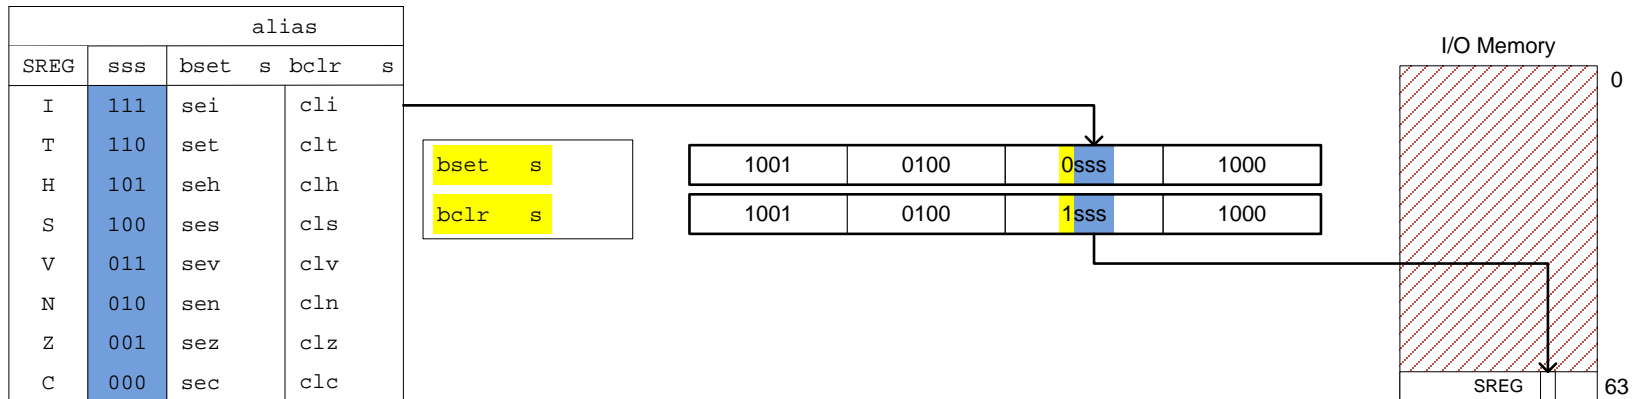 alias
SREG sss bset s bclr s
I 111 sei cli
T 110 set clt
H 101 seh clh
S 100 ses cls
V 011 sev clv
N 010 sen cln
Z 001 sez clz
C 000 sec clc
bset s
bclr s
1001 0100 0sss 1000
1001 0100 1sss 1000
I/O Memory
0
SREG 63